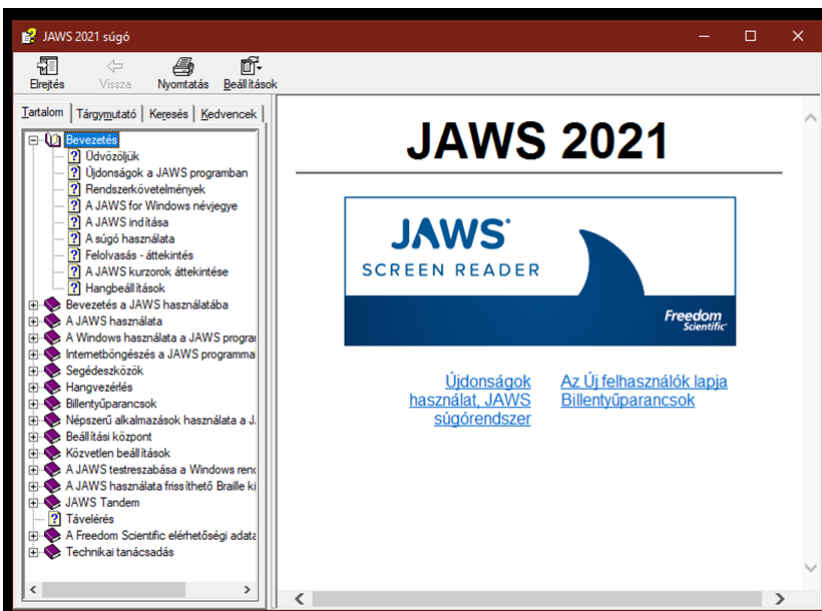 JAWS 2021 súgó
Elrejtés Vissza Nyomtatás Beállítások
Tartalom Tárgymutató Keresés Kedvencek
Bevezetés
Üdvözöljük
Újdonságok a JAWS programban
Rendszerkövetelmények
A JAWS for Windows névjegye
A JAWS indítása
A súgó használata
Felolvasás - áttekintés
A JAWS kurzorok áttekintése
Hangbeállítások
Bevezetés a JAWS használatába
A JAWS használata
A Windows használata a JAWS progra
Internetböngészés a JAWS programma
Segédeszközök
Hangvezérlés
Billentyűparancsok
Népszerű alkalmazások használata a J.
Beállítási központ
Közvetlen beállítások
A JAWS testreszabása a Windows rend
A JAWS használata frissíthető Braille ki
JAWS Tandem
Távelérés
A Freedom Scientific elérhetőségi adata
Technikai tanácsadás
JAWS 2021
JAWS
SCREEN READER
Freedom
Scientific
Újdonságok
használat, JAWS
súgórendszer
Az Új felhasználók lapja
Billentyűparancsok